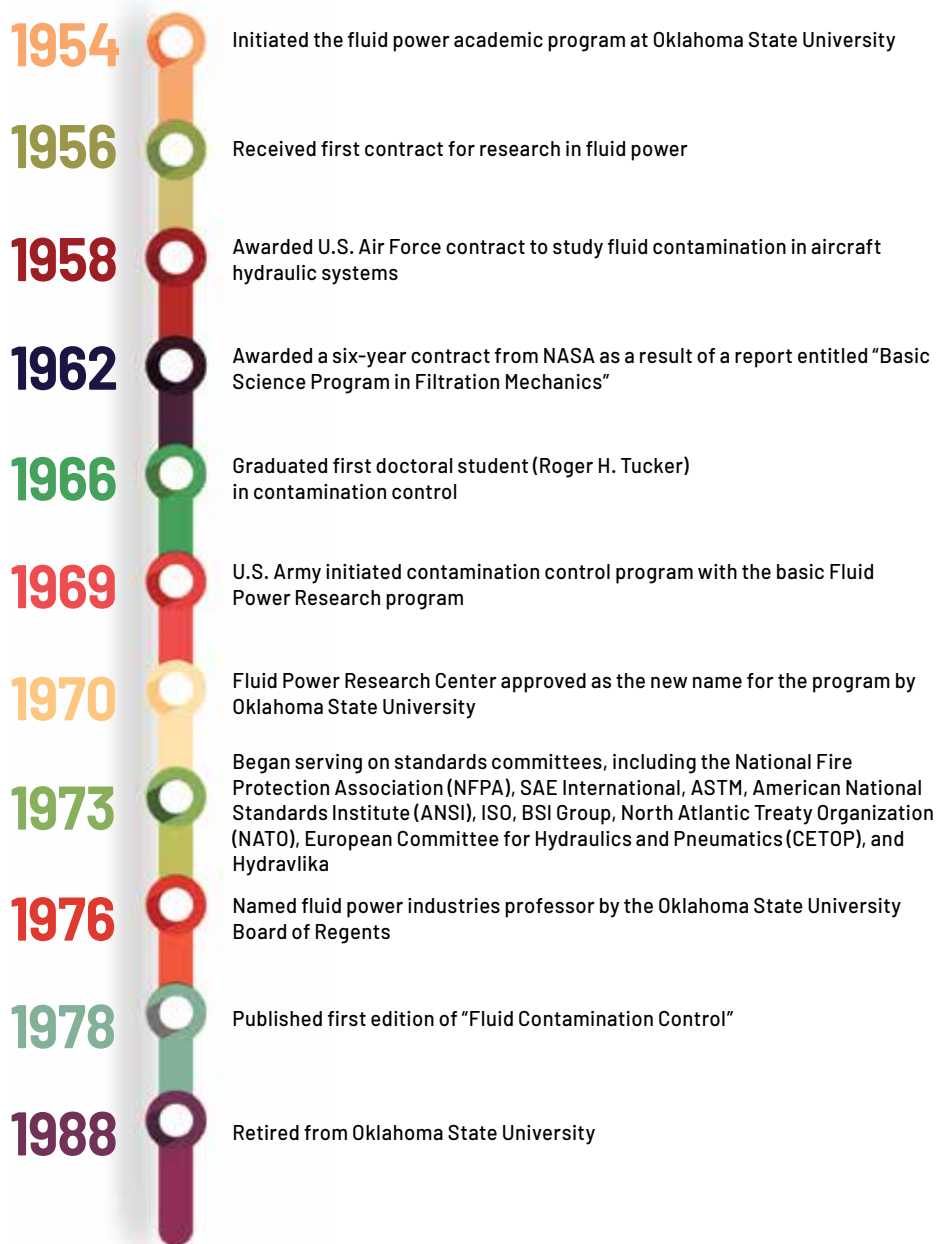 1954
Initiated the fluid power academic program at Oklahoma State University
1956
Received first contract for research in fluid power
1958
Awarded U.S. Air Force contract to study fluid contamination in aircraft
hydraulic systems
1962
Awarded a six-year contract from NASA as a result of a report entitled “Basic
Science Program in Filtration Mechanics”
1966
Graduated first doctoral student (Roger H. Tucker)
in contamination control
1969
U.S. Army initiated contamination control program with the basic Fluid
Power Research program
1970
Fluid Power Research Center approved as the new name for the program by
Oklahoma State University
1973
Began serving on standards committees, including the National Fire
Protection Association (NFPA), SAE International, ASTM, American National
Standards Institute (ANSI), ISO, BSI Group, North Atlantic Treaty Organization
(NATO), European Committee for Hydraulics and Pneumatics (CETOP), and
Hydravlika
1976
Named fluid power industries professor by the Oklahoma State University
Board of Regents
1978
Published first edition of “Fluid Contamination Control”
1988
Retired from Oklahoma State University